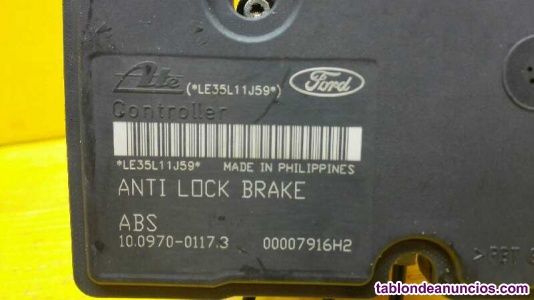 Ate (*LE35L11J59*) Ford
Controller
*LE35L11J59* MADE IN PHILIPPINES
ANTI LOCK BRAKE
ABS
10.0970-0117.3 00007916H2
>PBT
tablondeanuncios.com